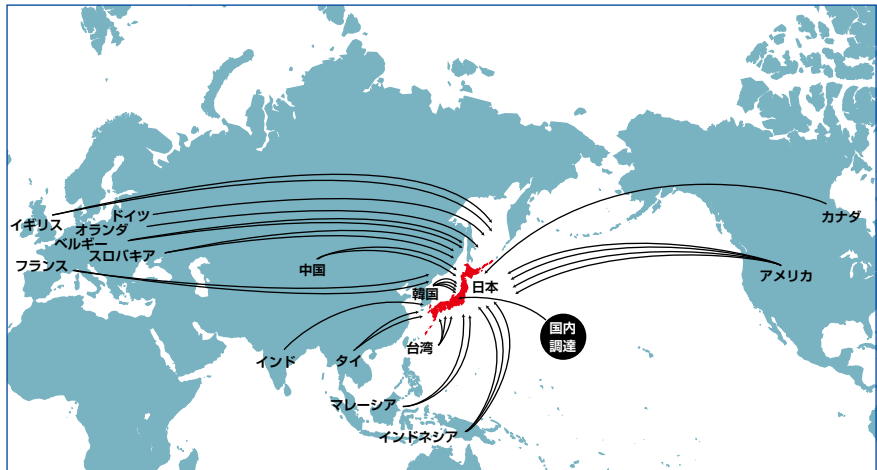 イギリス
ドイツ
オランダ
ベルギー
スロバキア
フランス
中国
韓国
日本
カナダ
アメリカ
国内
調達
インド
タイ
台湾
マレーシア
インドネシア